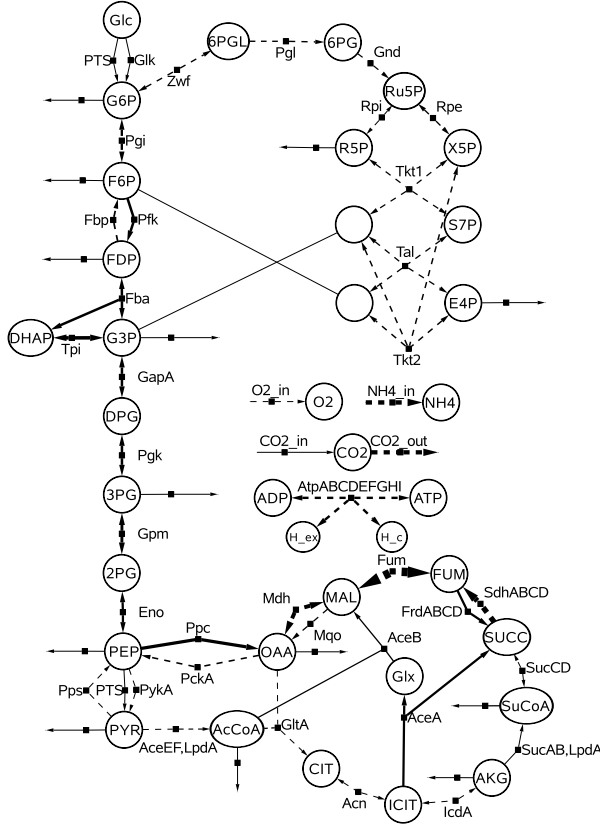 Glc
6PGL
6PG
PTS
Glk
Pgl
Gnd
Zwf
Ru5P
G6P
Rpi
Rpe
Pgi
R5P
X5P
F6P
Tkt1
Fbp
Pfk
S7P
FDP
Tal
Fba
E4P
DHAP
G3P
Tpi
Tkt2
GapA
O2_in
NH4_in
O2
NH4
DPG
CO2_in
CO2_out
CO2
Pgk
AtpABCDEFGHI
3PG
ADP
ATP
Gpm
H_ex
H_c
Fum
2PG
FUM
Mdh
MAL
SdhABCD
Eno
FrdABCD
Ppc
Mqo
AceB
SUCC
PEP
OAA
PckA
Glx
SucCD
Pps
PTS
PykA
SuCoA
AceA
GltA
PYR
AcCoA
AceEF,LpdA
SucAB,LpdA
CIT
AKG
Acn
ICIT
IcdA